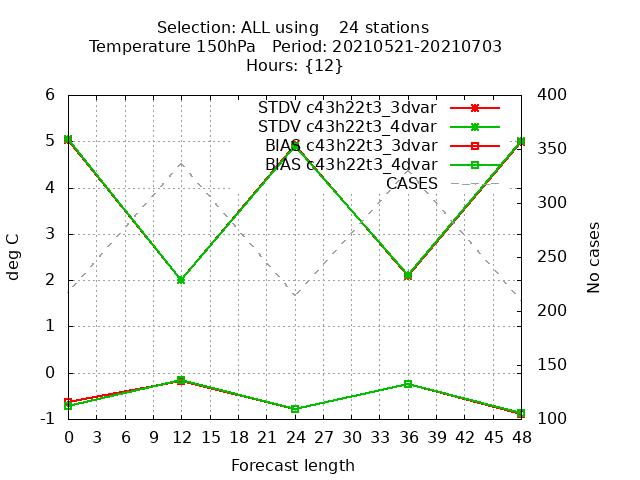 Selection: ALL using    24 stations
Temperature 150hPa   Period: 20210521-20210703
Hours: {12}
STDV c43h22t3_3dvar
STDV c43h22t3_4dvar
BIAS c43h22t3_3dvar
BIAS c43h22t3_4dvar
CASES
6
5
4
3
2
1
0
-1
deg C
400
350
300
250
200
150
100
No cases
0 3 6 9 12 15 18 21 24 27 30 33 36 39 42 45 48
Forecast length